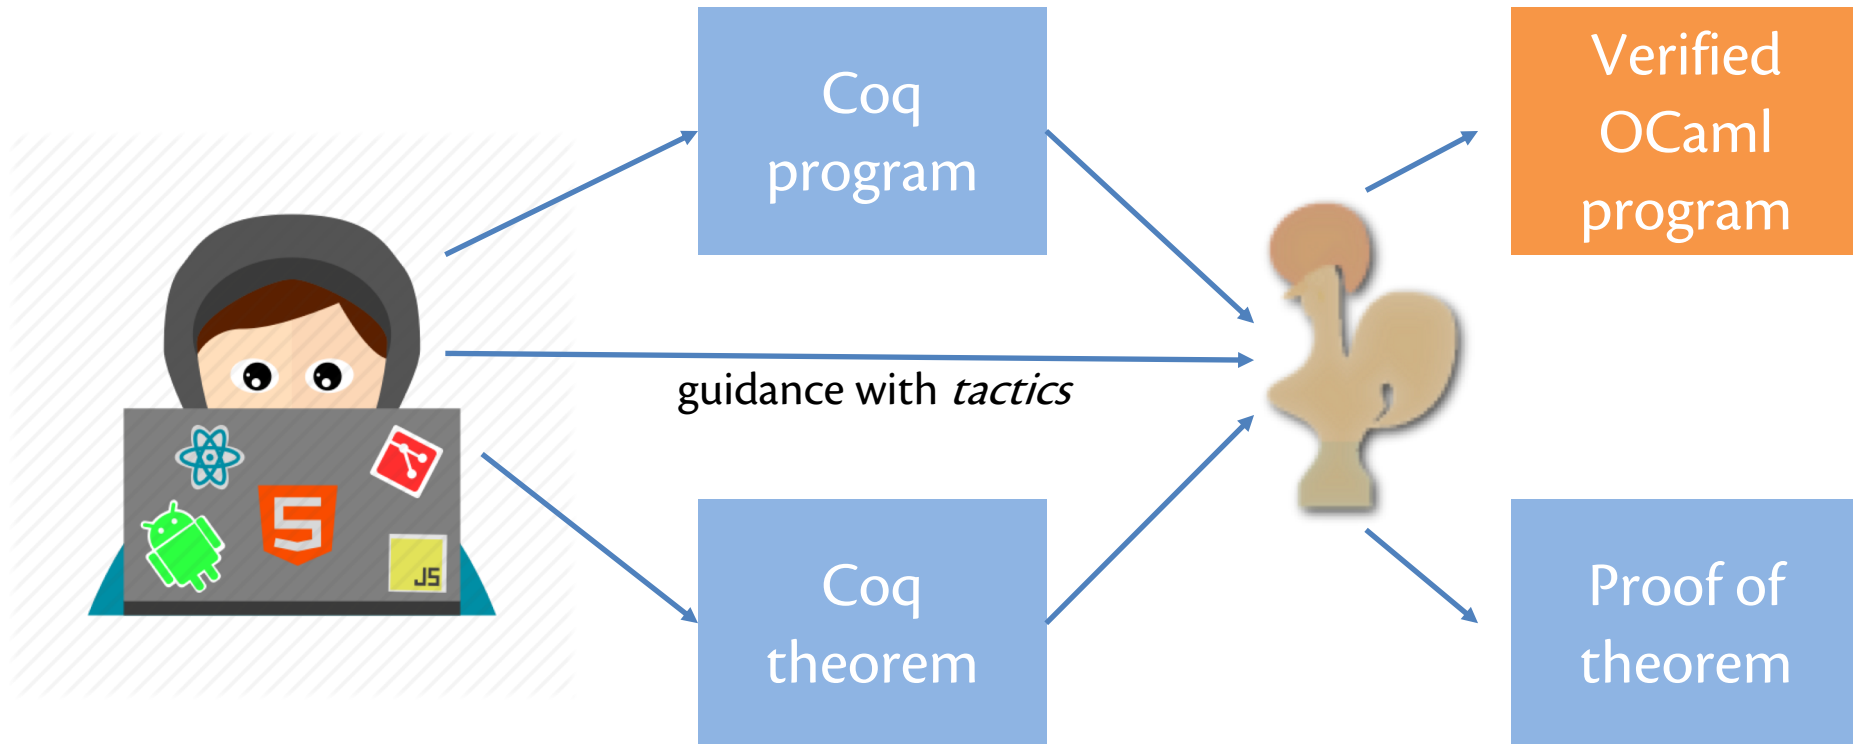 Coq
program
Verified
OCaml
program
guidance with tactics
JS
Coq
theorem
Proof of
theorem